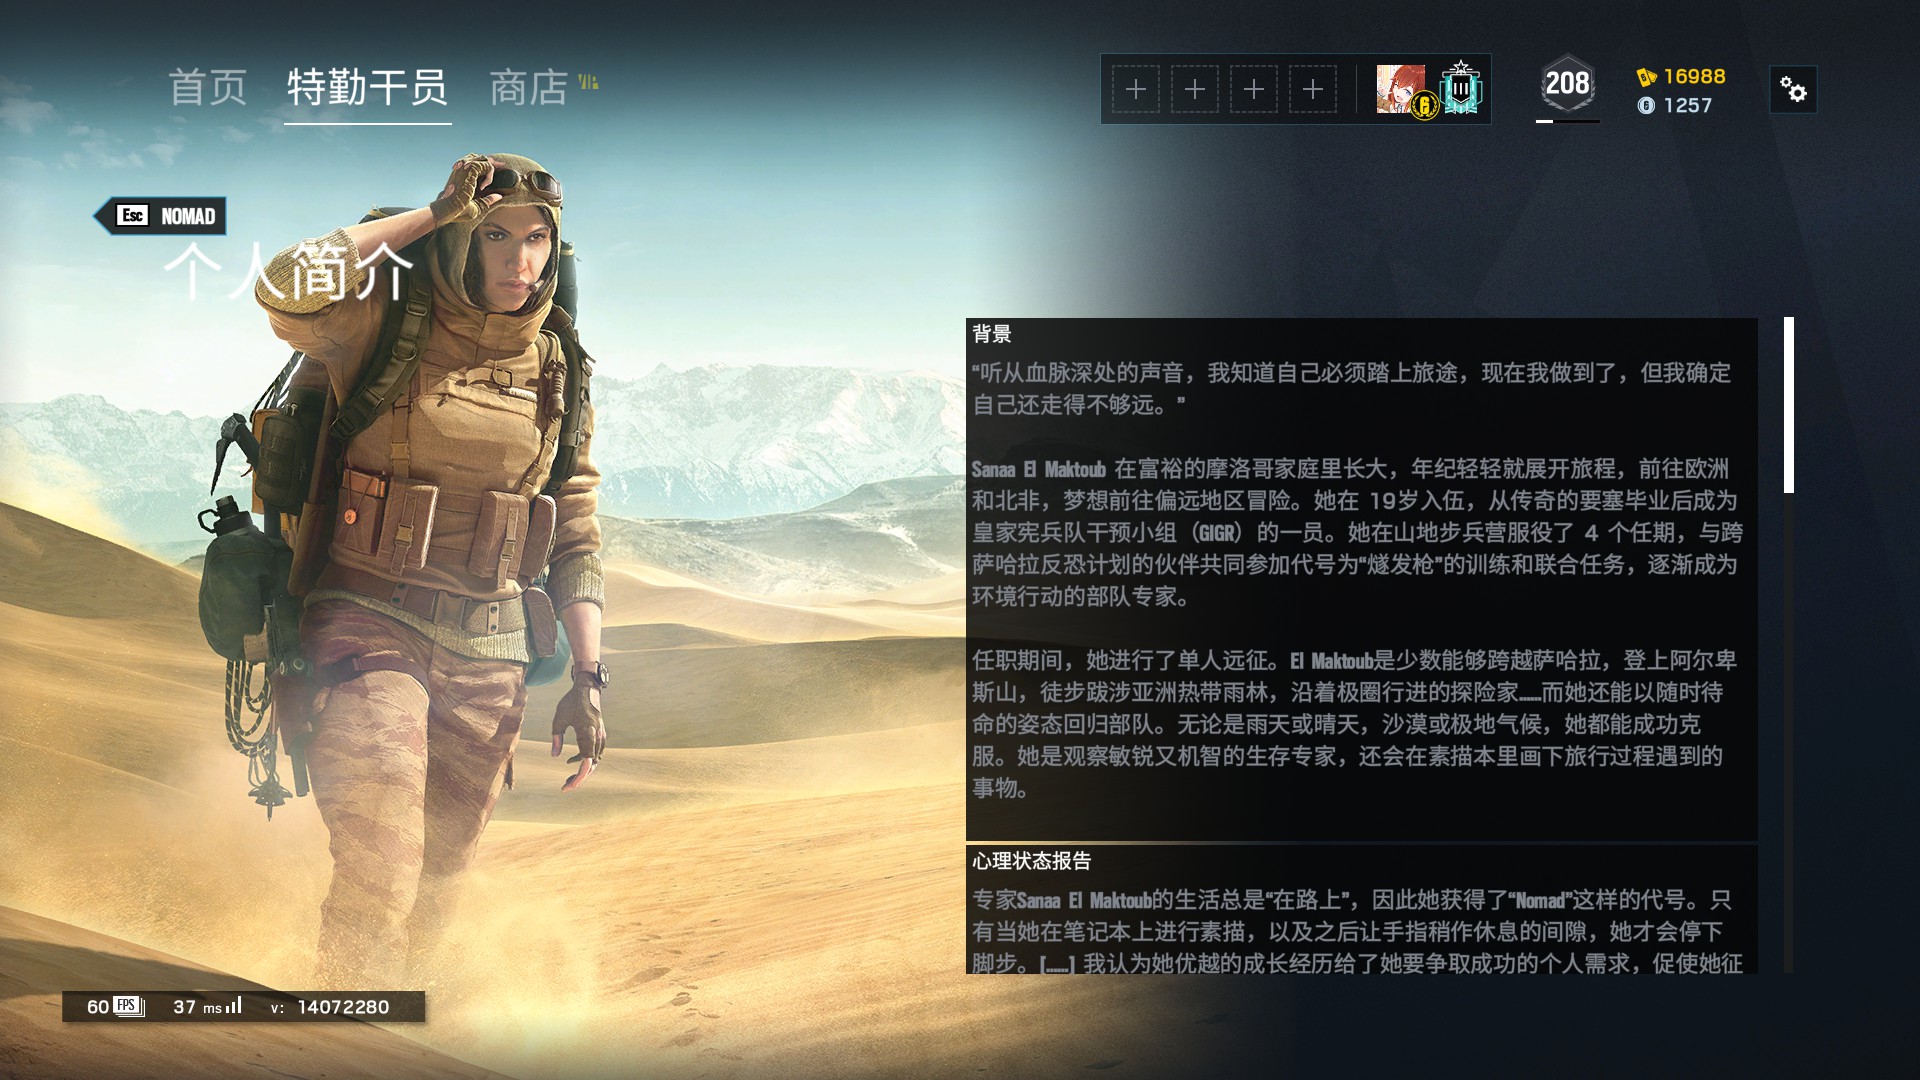 首页 特勤干员 商店
208
16988
1257
Esc NOMAD
个人简介
背景
“听从血脉深处的声音，我知道自己必须踏上旅途，现在我做到了，但我确定
自己还走得不够远。”
Sanaa El Maktoub 在富裕的摩洛哥家庭里长大，年纪轻轻就展开旅程，前往欧洲
和北非，梦想前往偏远地区冒险。她在 19岁入伍，从传奇的要塞毕业后成为
皇家宪兵队干预小组（GIGR）的一员。她在山地步兵营服役了 4 个任期，与跨
萨哈拉反恐计划的伙伴共同参加代号为“燧发枪”的训练和联合任务，逐渐成为
环境行动的部队专家。
任职期间，她进行了单人远征。El Maktoub是少数能够跨越萨哈拉，登上阿尔卑
斯山，徒步跋涉亚洲热带雨林，沿着极圈行进的探险家……而她还能以随时待
命的姿态回归部队。无论是雨天或晴天，沙漠或极地气候，她都能成功克
服。她是观察敏锐又机智的生存专家，还会在素描本里画下旅行过程遇到的
事物。
心理状态报告
专家Sanaa El Maktoub的生活总是“在路上”，因此她获得了“Nomad”这样的代号。只
有当她在笔记本上进行素描，以及之后让手指稍作休息的间隙，她才会停下
脚步。[……] 我认为她优越的成长经历给了她要争取成功的个人需求，促使她征
60 FPS 37 ms v: 14072280